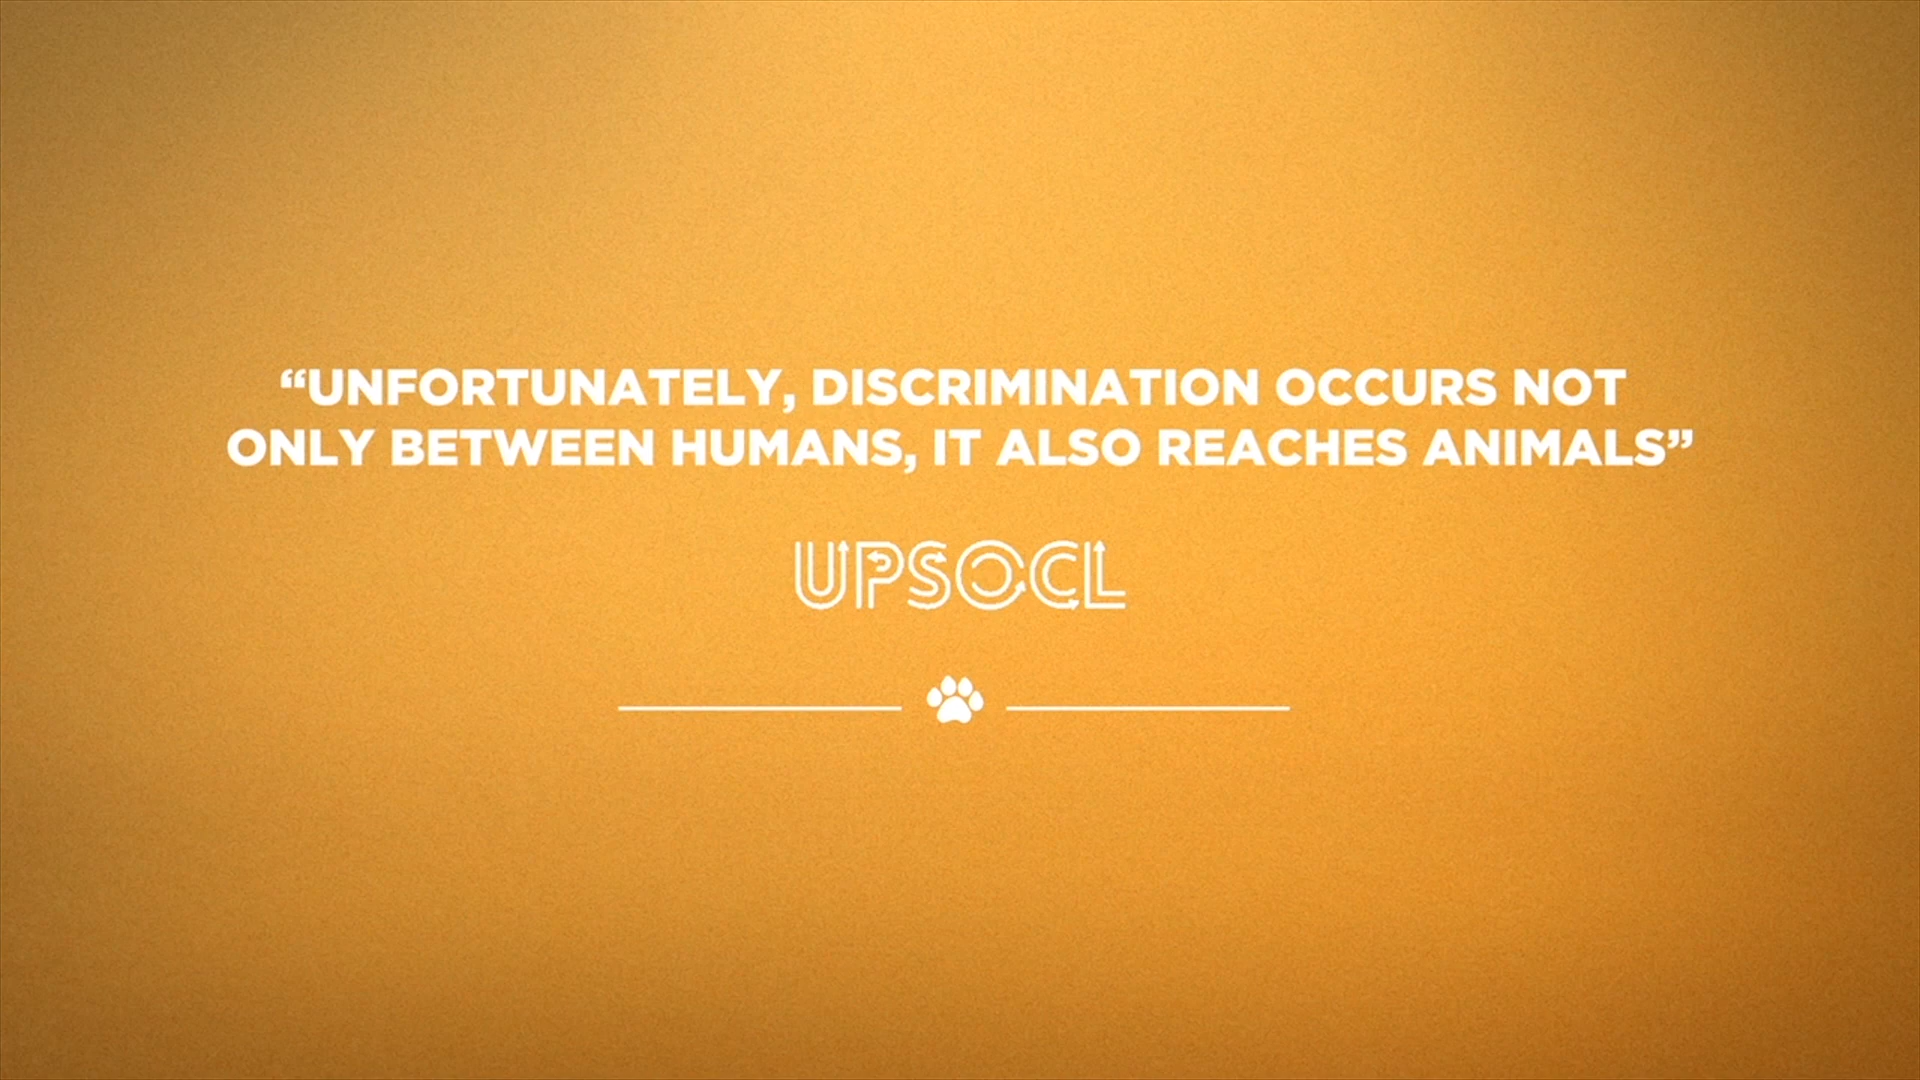 “UNFORTUNATELY, DISCRIMINATION OCCURS NOT
ONLY BETWEEN HUMANS, IT ALSO REACHES ANIMALS”
UPSOCL